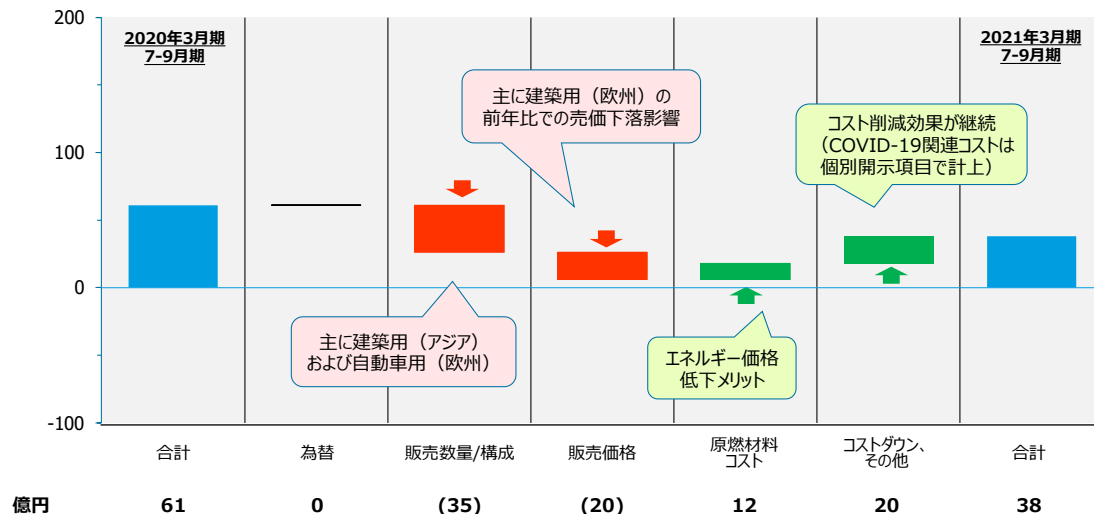 200
100
0
-100
2020年3月期
7-9月期
2021年3月期
7-9月期
主に建築用（欧州）の
前年比での売価下落影響
コスト削減効果が継続
（COVID-19関連コストは
個別開示項目で計上）
主に建築用（アジア）
および自動車用（欧州）
エネルギー価格
低下メリット
合計
為替
販売数量/構成
販売価格
原燃材料
コスト
コストダウン、
その他
合計
億円 61 0 (35) (20) 12 20 38